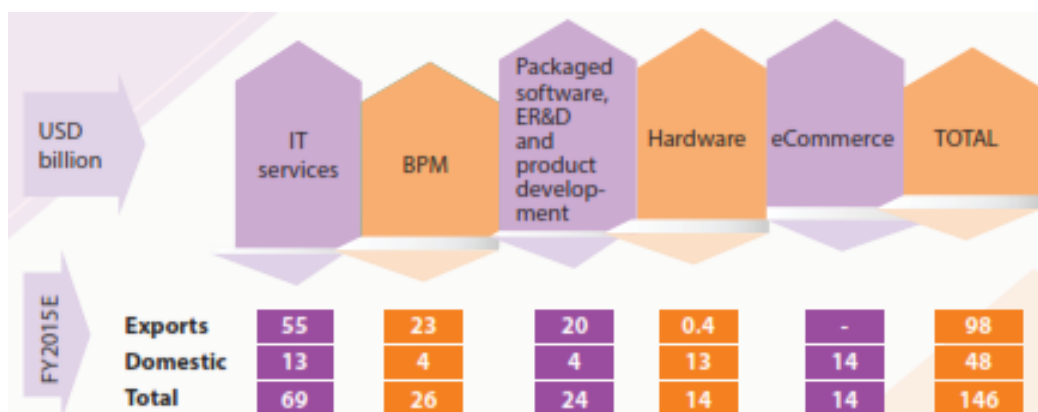 USD
billion
IT
services
BPM
Packaged
software,
ER&D
and
product
develop-
ment
Hardware
eCommerce
TOTAL
FY2015E
Exports 55 23 20 0.4 - 98
Domestic 13 4 4 13 14 48
Total 69 26 24 14 14 146